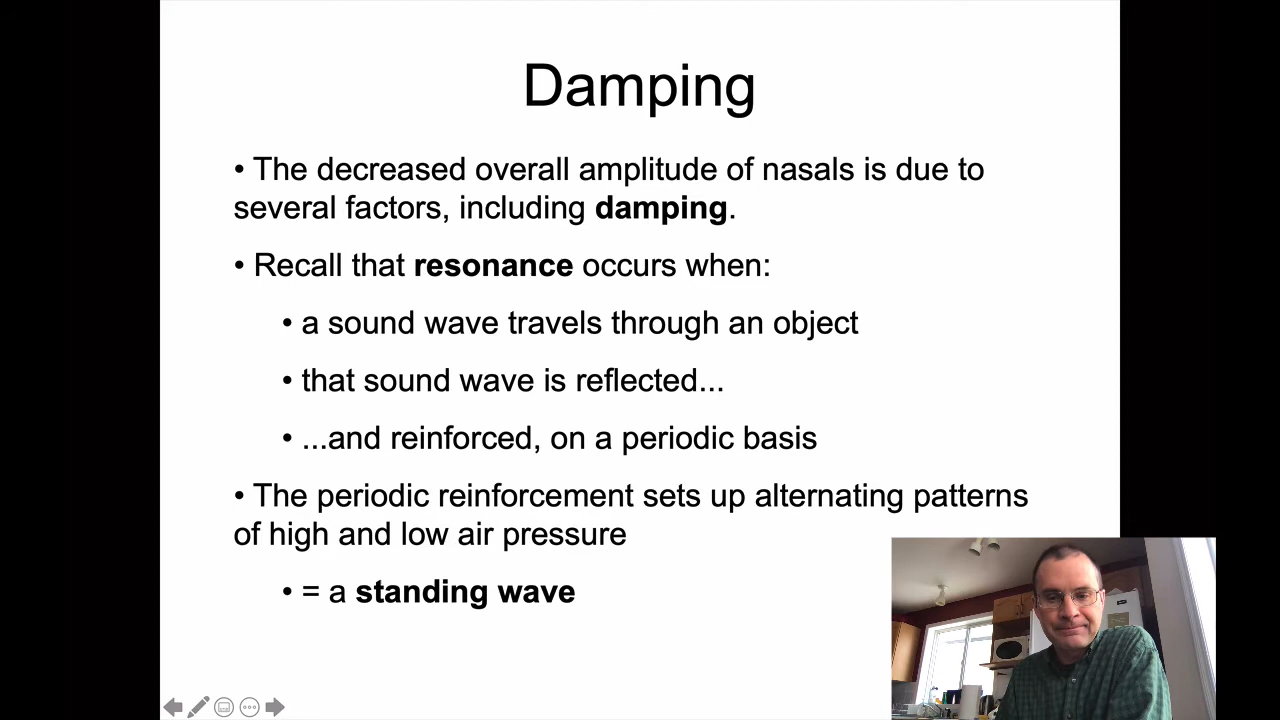 Damping
• The decreased overall amplitude of nasals is due to
several factors, including damping.
• Recall that resonance occurs when:
• a sound wave travels through an object
• that sound wave is reflected...
• ...and reinforced, on a periodic basis
• The periodic reinforcement sets up alternating patterns
of high and low air pressure
• = a standing wave